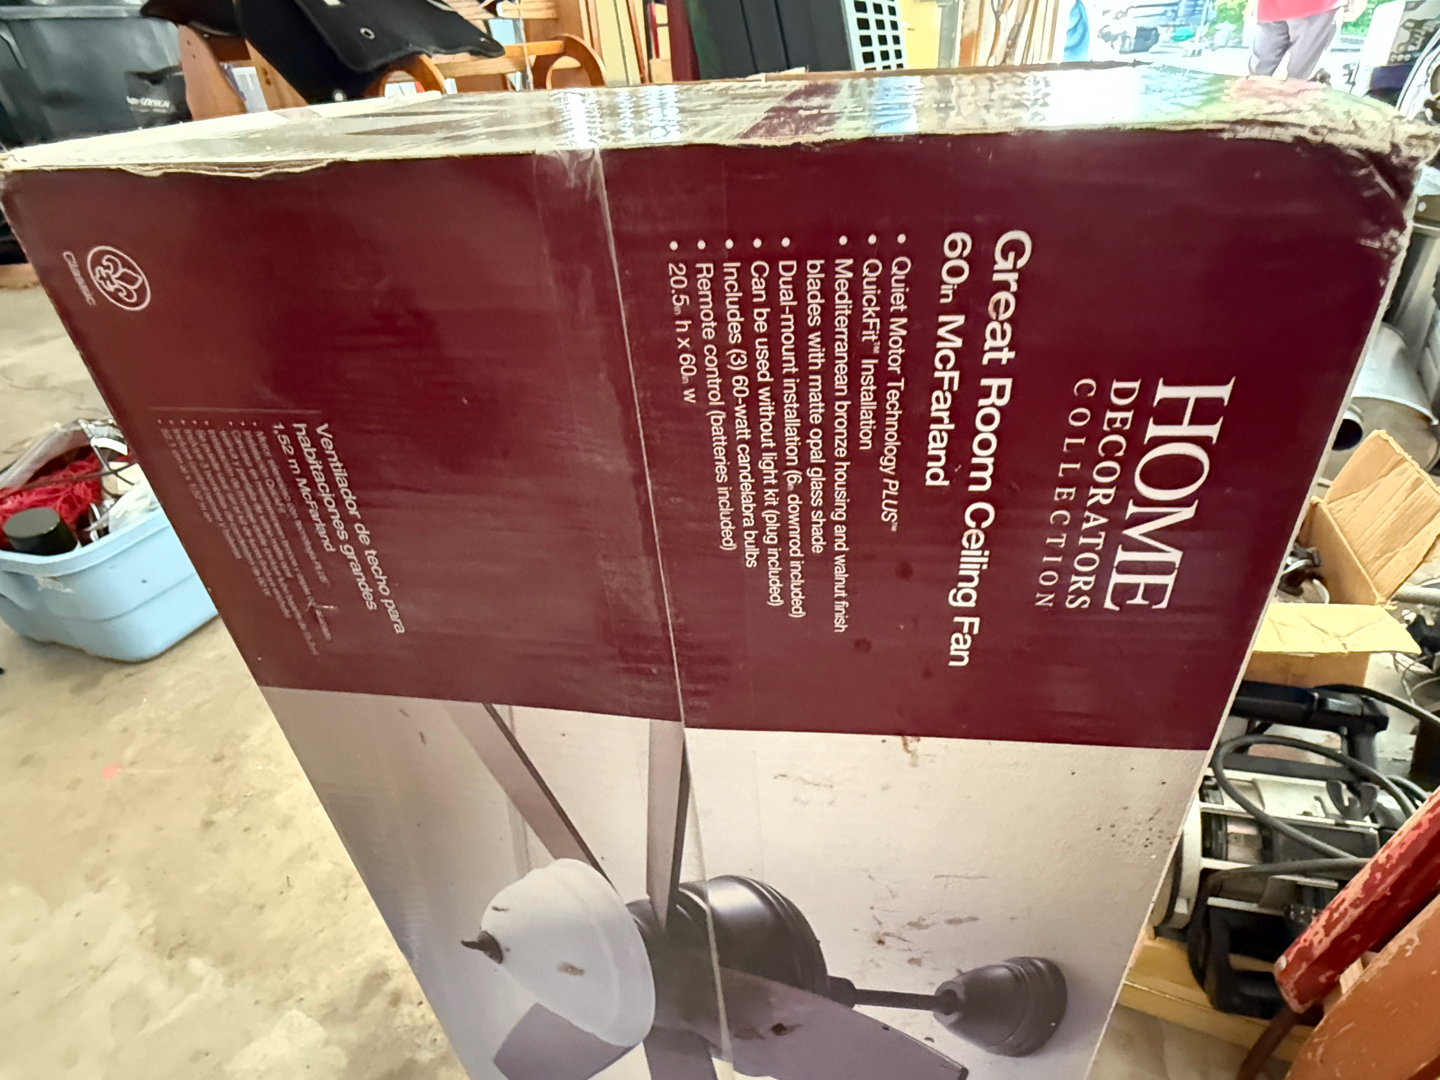 HOME
DECORATORS
COLLECTION
Great Room Ceiling Fan
60in McFarland
• Quiet Motor Technology PLUS™
• QuickFit™ Installation
• Mediterranean bronze housing and walnut finish
blades with matte opal glass shade
• Dual-mount installation (6in downrod included)
• Can be used without light kit (plug included)
• Includes (3) 60-watt candelabra bulbs
• Remote control (batteries included)
• 20.5in h x 60in w
Ventilador de techo para
habitaciones grandes
1,52 m McFarland
Classic